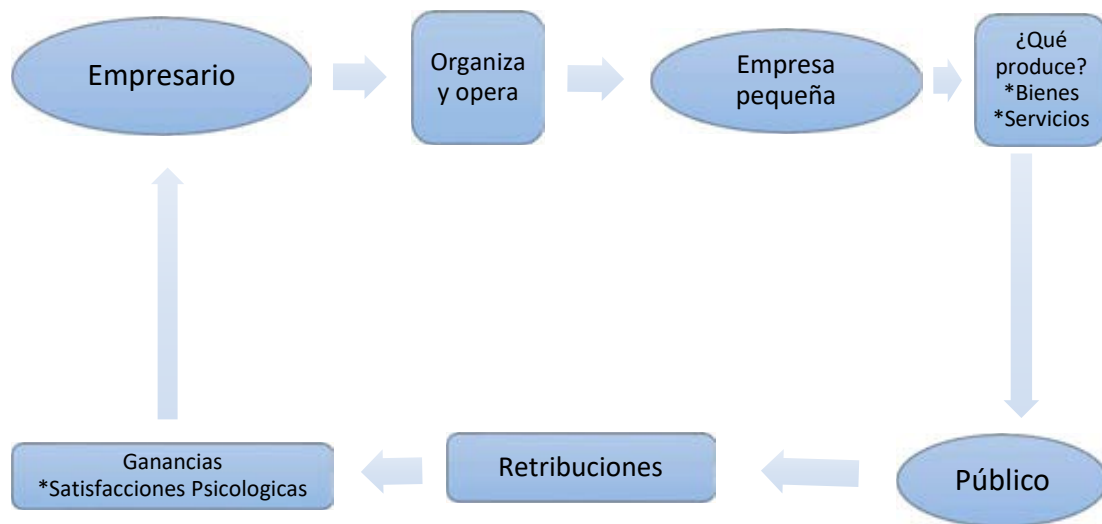 Empresario
Organiza
y opera
Empresa
pequeña
¿Qué
produce?
*Bienes
*Servicios
Público
Retribuciones
Ganancias
*Satisfacciones Psicologicas